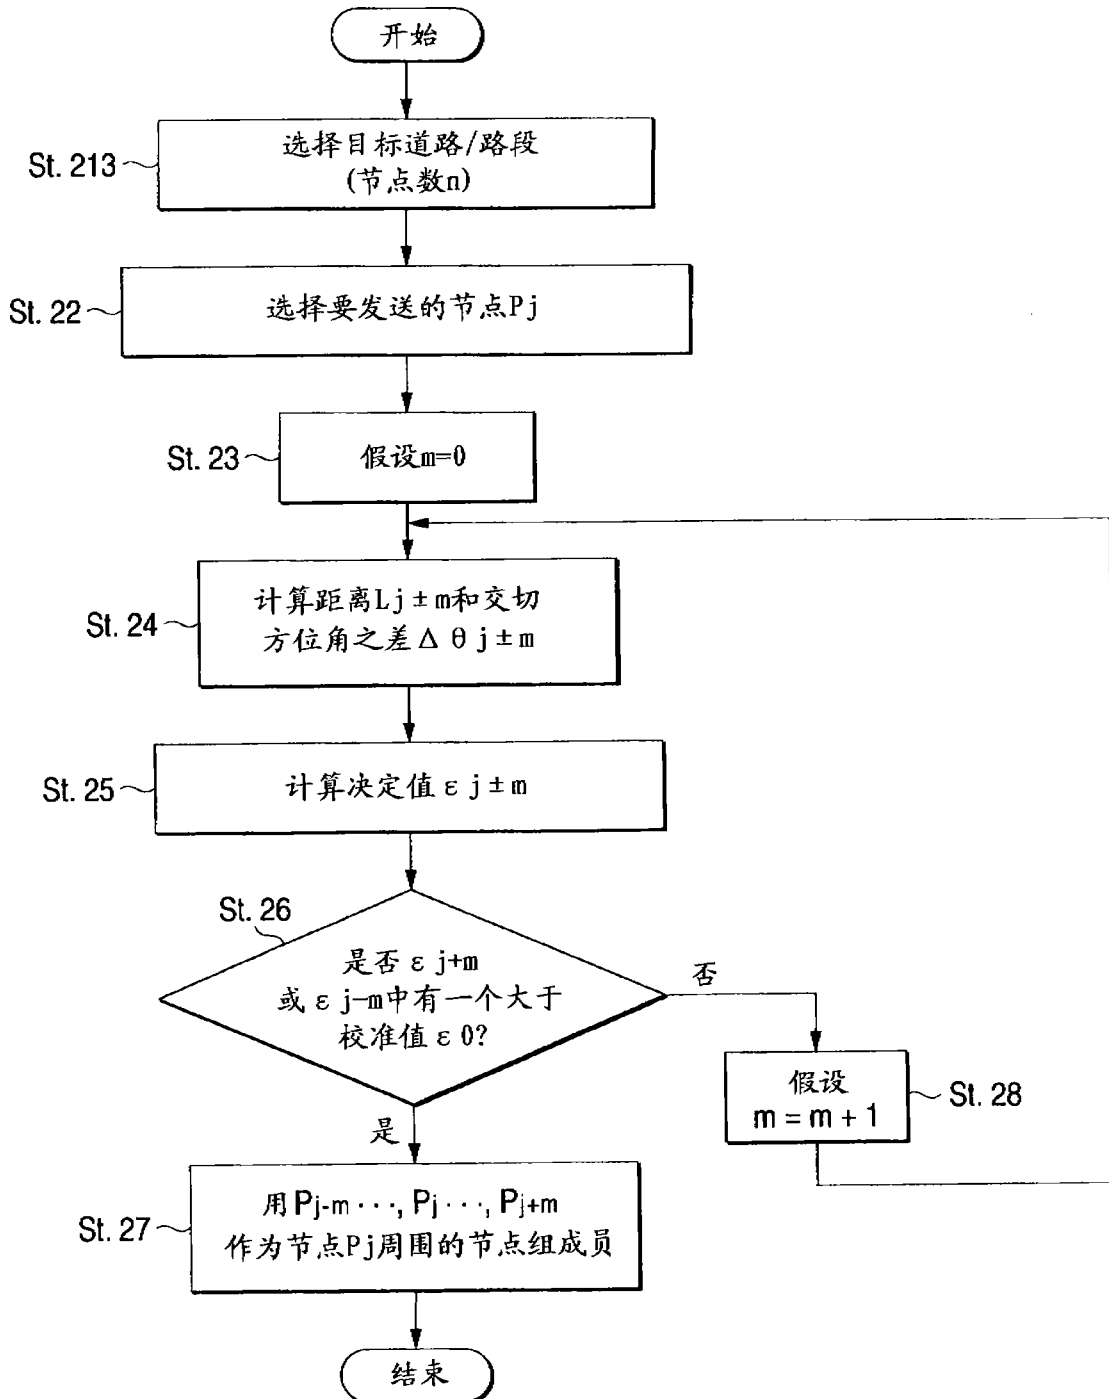 开始
St. 213
选择目标道路/路段
(节点数n)
St. 22
选择要发送的节点Pj
St. 23
假设m=0
St. 24
计算距离Lj±m和交切
方位角之差Δθj±m
St. 25
计算决定值εj±m
St. 26
是否εj+m
或εj-m中有一个大于
校准值ε0?
否
假设
m = m + 1
St. 28
是
St. 27
用Pj-m···, Pj···, Pj+m
作为节点Pj周围的节点组成员
结束